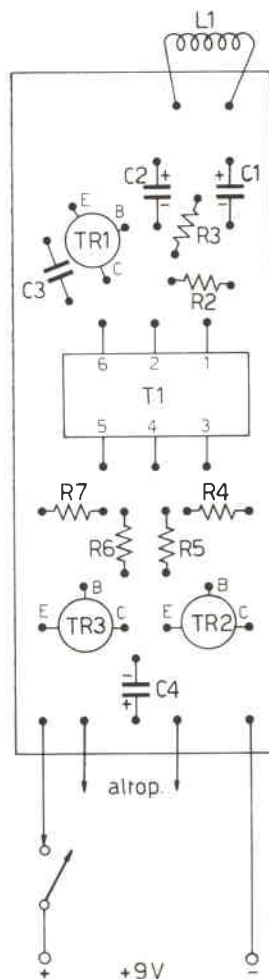 L1
+ +
C2 C1
- -
E
B
TR1
R3
C
C3
R2
6 2 1
T1
5 4 3
R7 R4
R6 R5
B B
E C E C
TR3 TR2
-
C4
+
altop.
+ +9V -